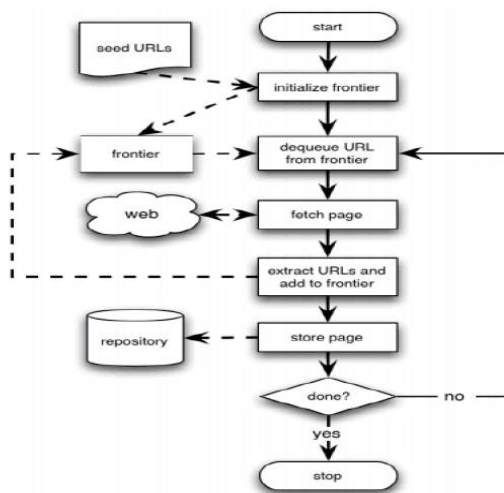 start
seed URLs
initialize frontier
frontier
dequeue URL
from frontier
web
fetch page
extract URLs and
add to frontier
repository
store page
done?
no
yes
stop